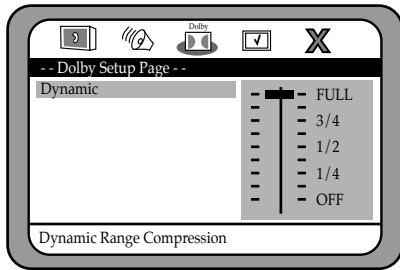 Dolby
- - Dolby Setup Page - -
Dynamic
FULL
3/4
1/2
1/4
OFF
Dynamic Range Compression